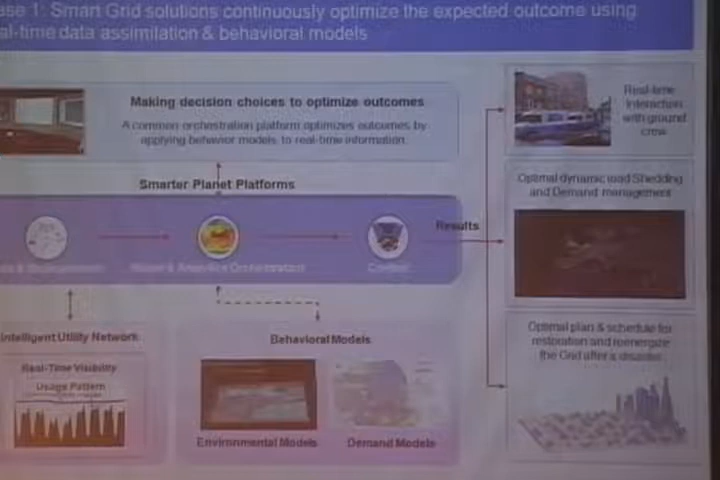 ase 1: Smart Grid solutions continuously optimize the expected outcome using
al-time data assimilation & behavioral models
Making decision choices to optimize outcomes
A common orchestration platform optimizes outcomes by
applying behavior models to real-time information.
Smarter Planet Platforms
Results
Intelligent Utility Network
Real-Time Visibility
Usage Pattern
Behavioral Models
Environmental Models
Demand Models
Real-time
Interaction
with ground
crew
Optimal dynamic load Shedding
and Demand management
Optimal plan & schedule for
restoration and reenergize
the Grid after a disaster